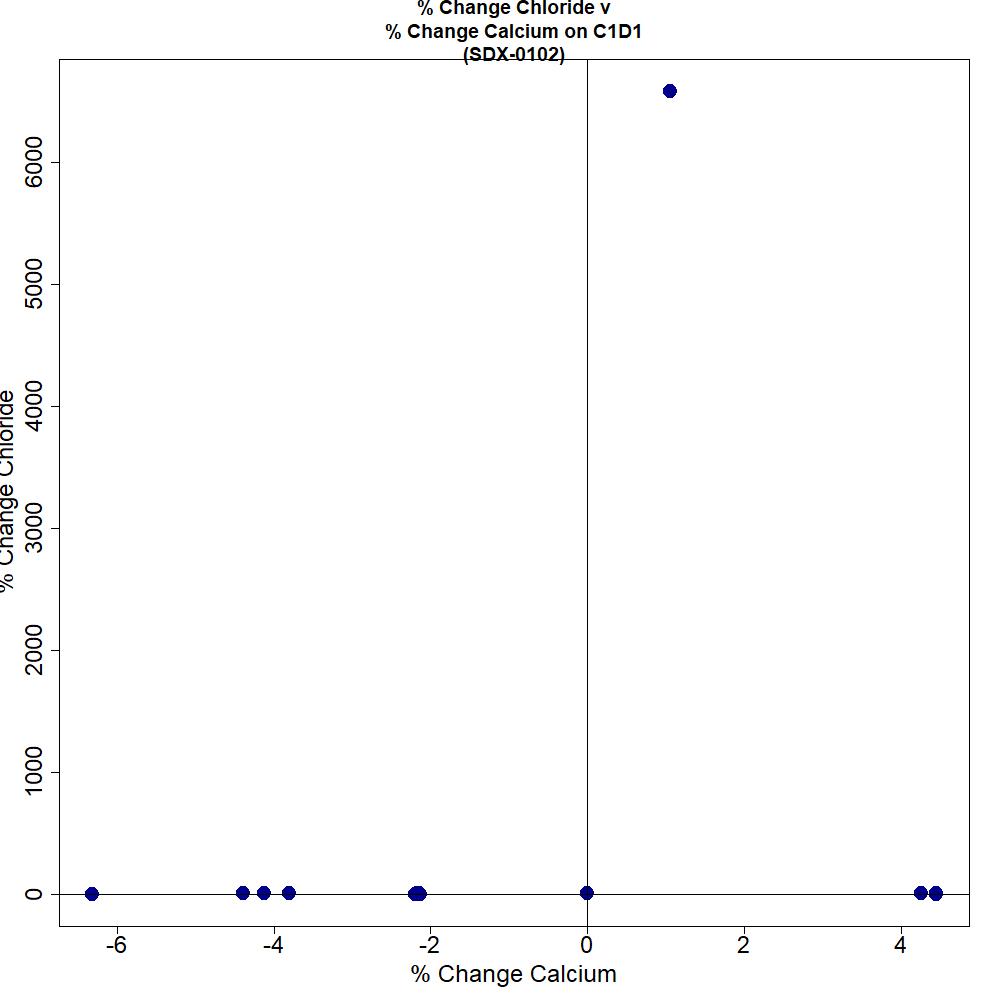 % Change Chloride v
% Change Calcium on C1D1
(SDX-0102)
% Change Chloride
6000
5000
4000
3000
2000
1000
0
-6
-4
-2
0
2
4
% Change Calcium